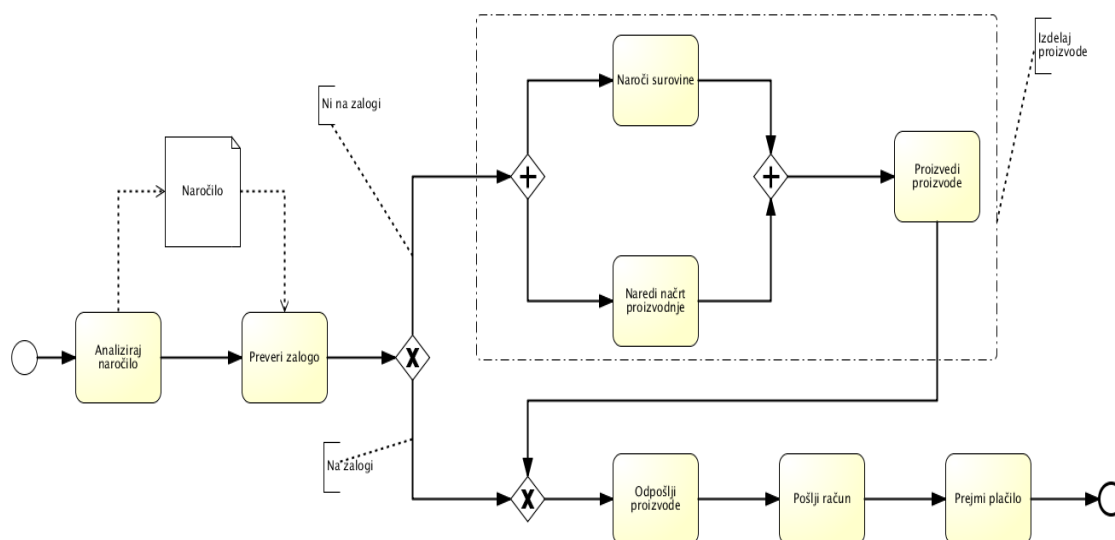 Izdelaj
proizvode
Naroči surovine
Ni na zalogi
Naročilo
Proizvedi
proizvode
Naredi načrt
proizvodnje
Analiziraj
naročilo
Preveri zalogo
Na zalogi
Odpošlji
proizvode
Pošlji račun
Prejmi plačilo